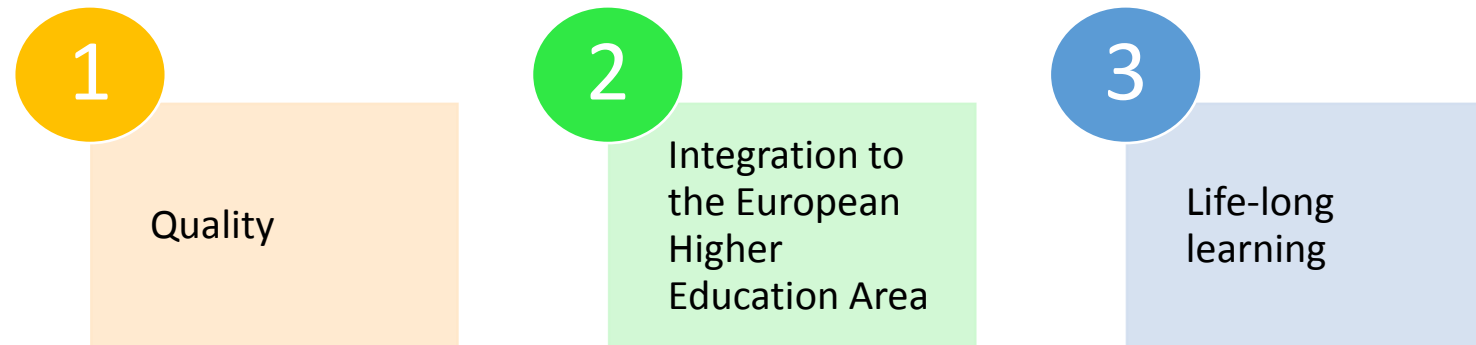 1
Quality
2
Integration to
the European
Higher
Education Area
3
Life-long
learning